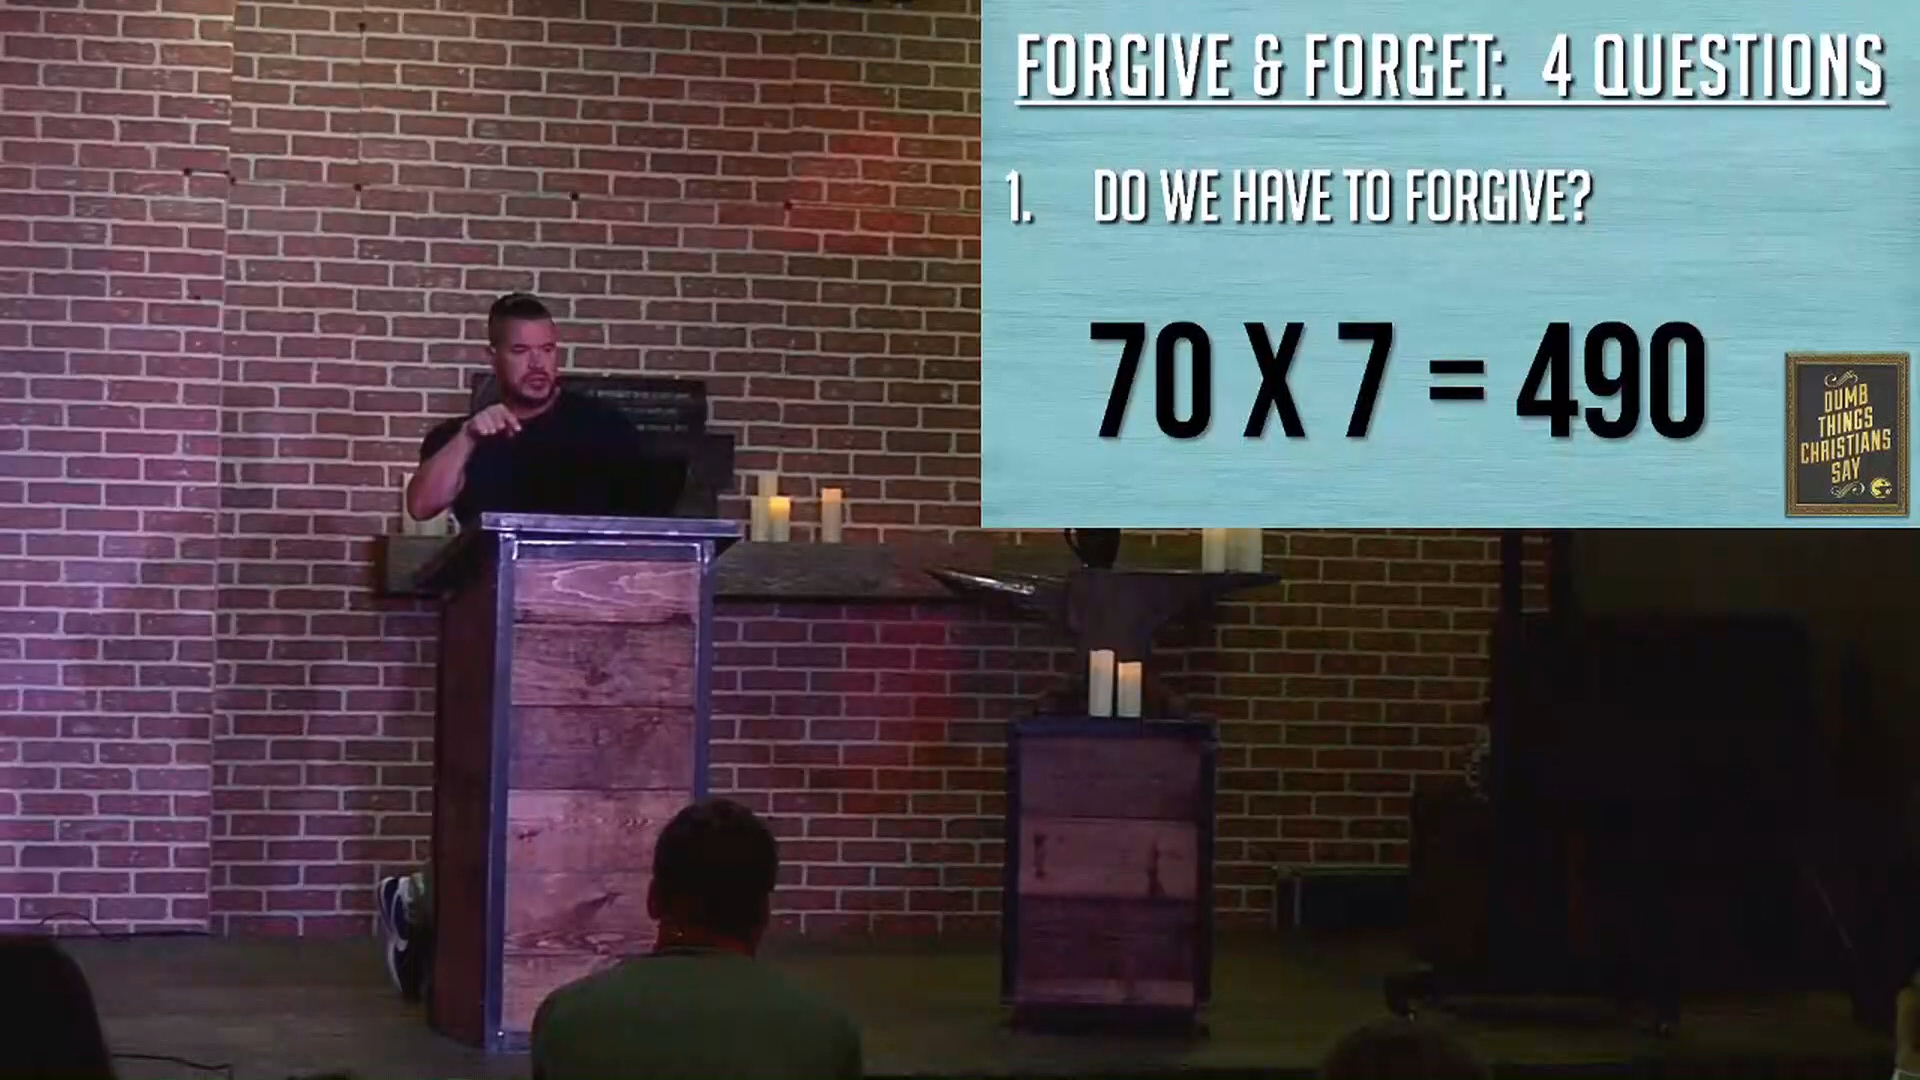 FORGIVE & FORGET: 4 QUESTIONS
1. DO WE HAVE TO FORGIVE?
70 X 7 = 490
DUMB
THINGS
CHRISTIANS
SAY